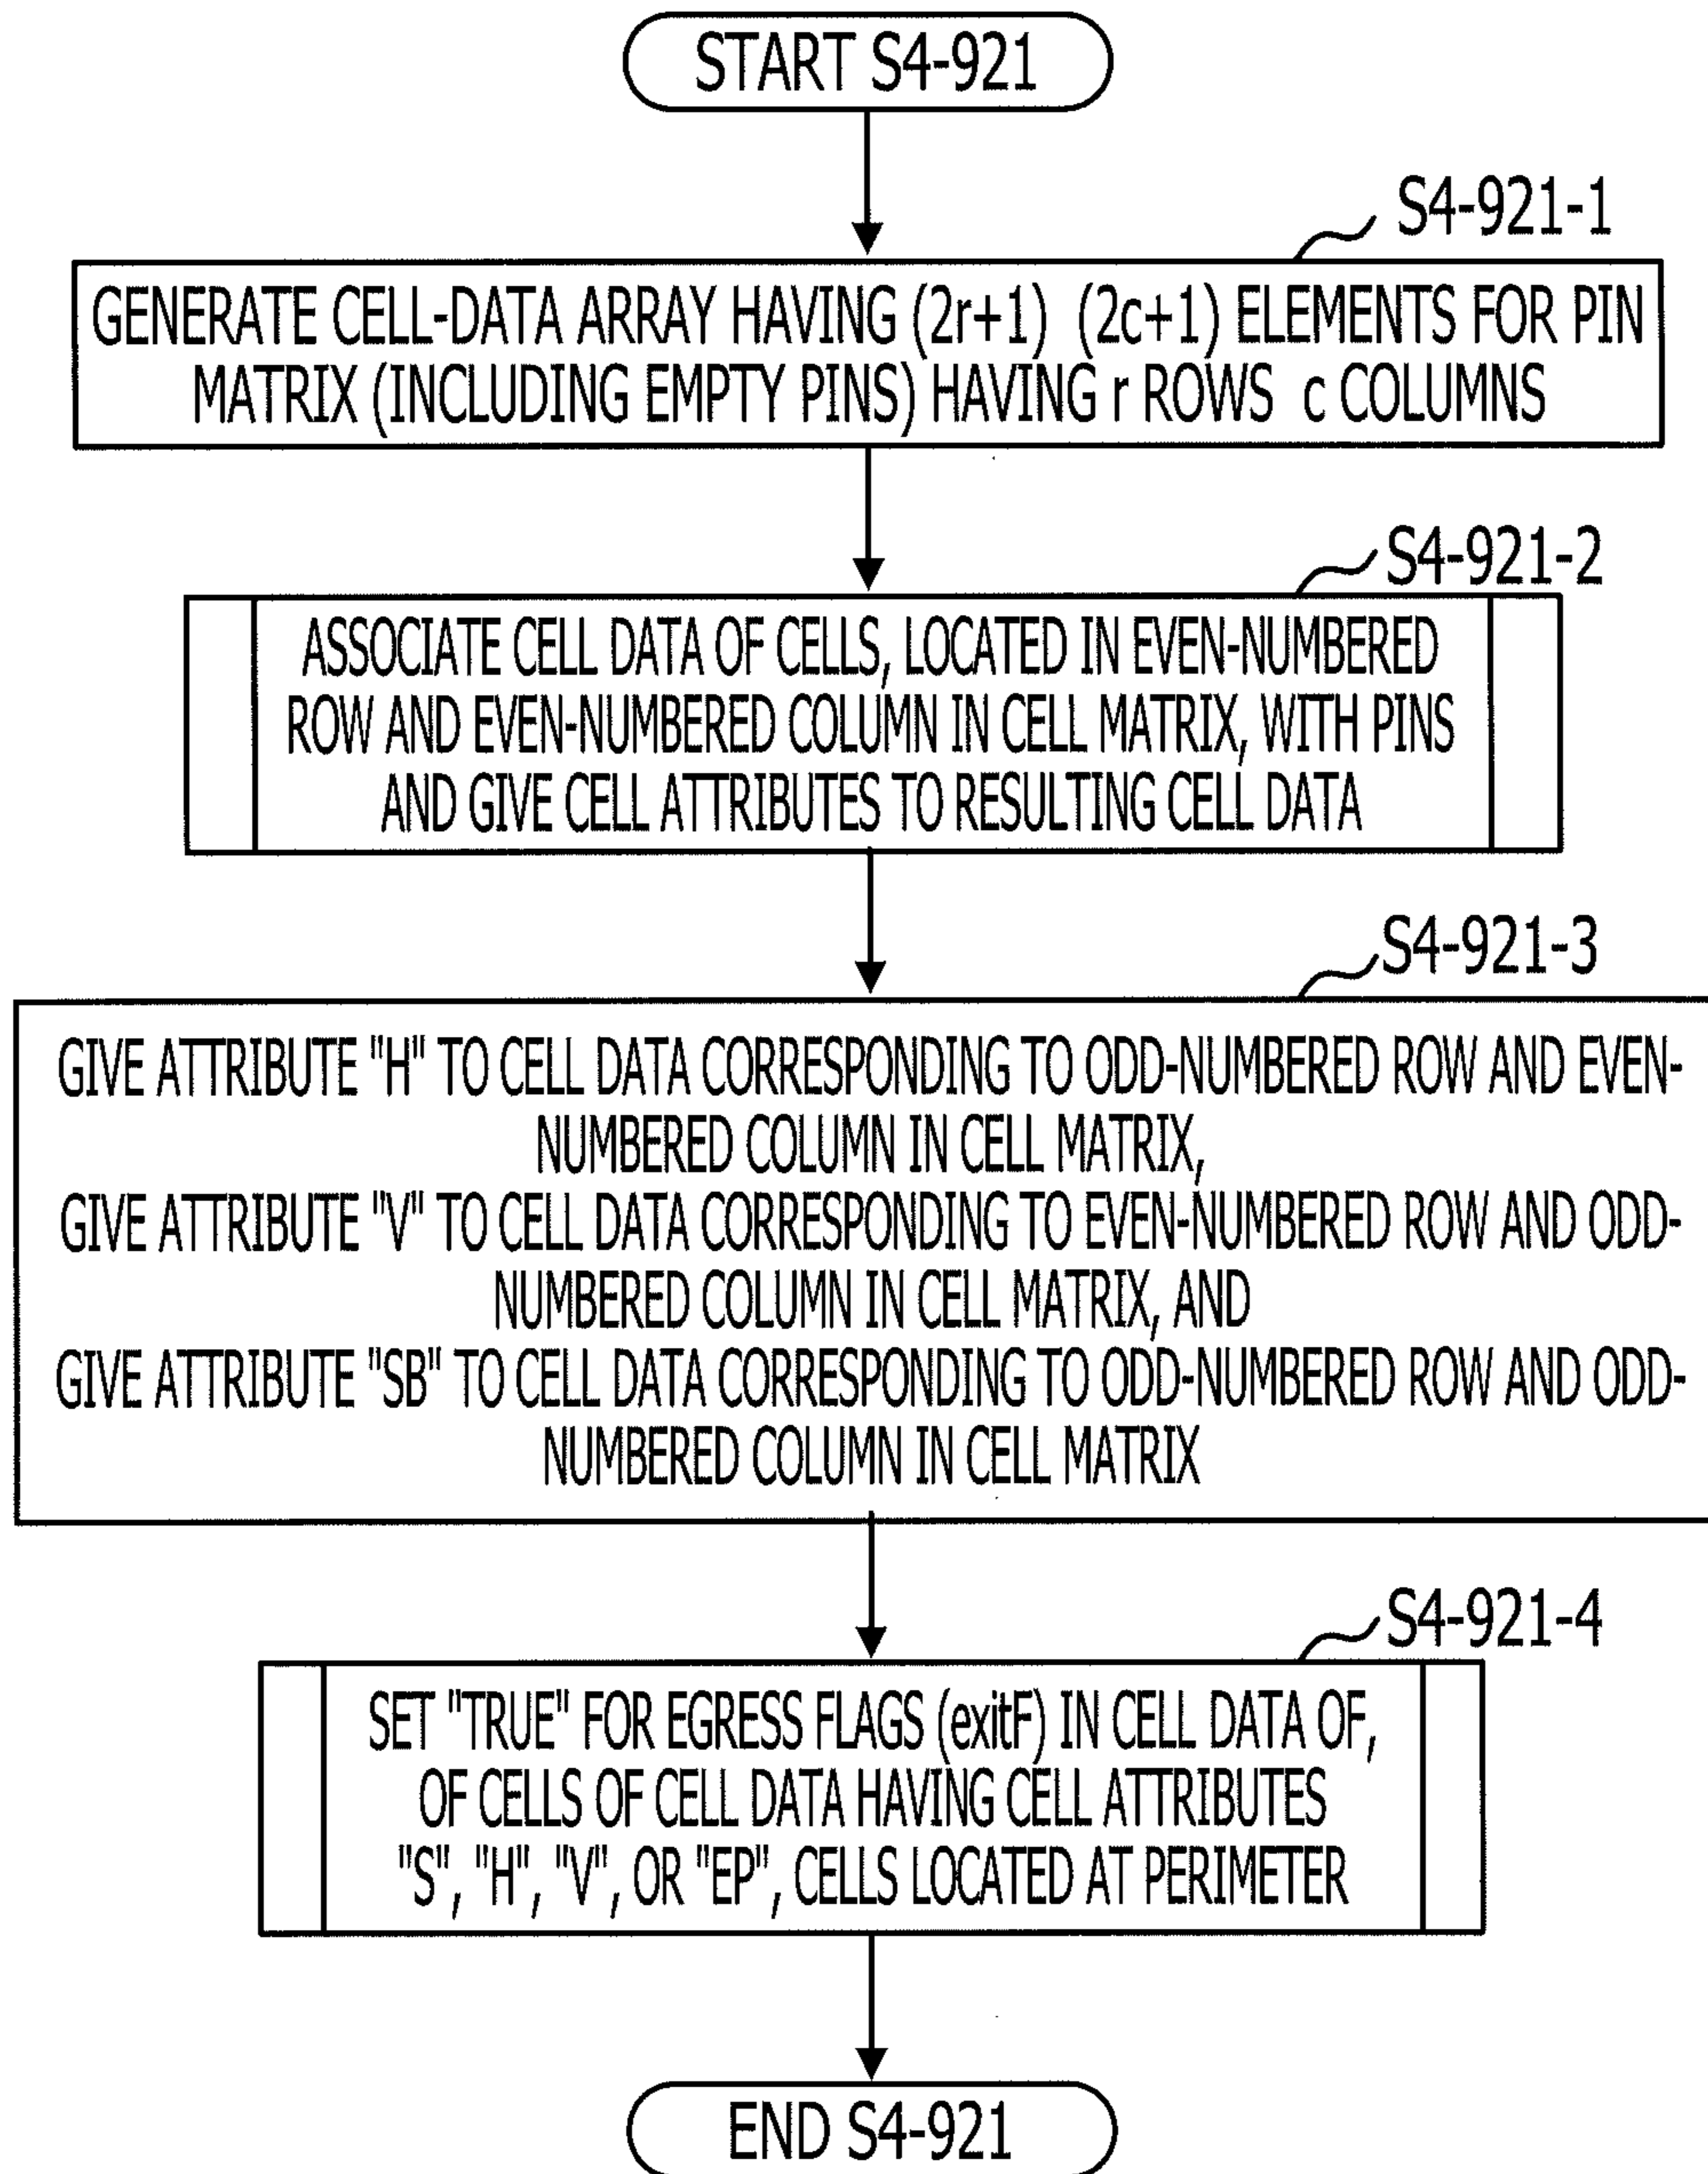 START S4-921
S4-921-1
GENERATE CELL-DATA ARRAY HAVING (2r+1) (2c+1) ELEMENTS FOR PIN
MATRIX (INCLUDING EMPTY PINS) HAVING r ROWS c COLUMNS
S4-921-2
ASSOCIATE CELL DATA OF CELLS, LOCATED IN EVEN-NUMBERED
ROW AND EVEN-NUMBERED COLUMN IN CELL MATRIX, WITH PINS
AND GIVE CELL ATTRIBUTES TO RESULTING CELL DATA
S4-921-3
GIVE ATTRIBUTE "H" TO CELL DATA CORRESPONDING TO ODD-NUMBERED ROW AND EVEN-
NUMBERED COLUMN IN CELL MATRIX,
GIVE ATTRIBUTE "V" TO CELL DATA CORRESPONDING TO EVEN-NUMBERED ROW AND ODD-
NUMBERED COLUMN IN CELL MATRIX, AND
GIVE ATTRIBUTE "SB" TO CELL DATA CORRESPONDING TO ODD-NUMBERED ROW AND ODD-
NUMBERED COLUMN IN CELL MATRIX
S4-921-4
SET "TRUE" FOR EGRESS FLAGS (exitF) IN CELL DATA OF,
OF CELLS OF CELL DATA HAVING CELL ATTRIBUTES
"S", "H", "V", OR "EP", CELLS LOCATED AT PERIMETER
END S4-921